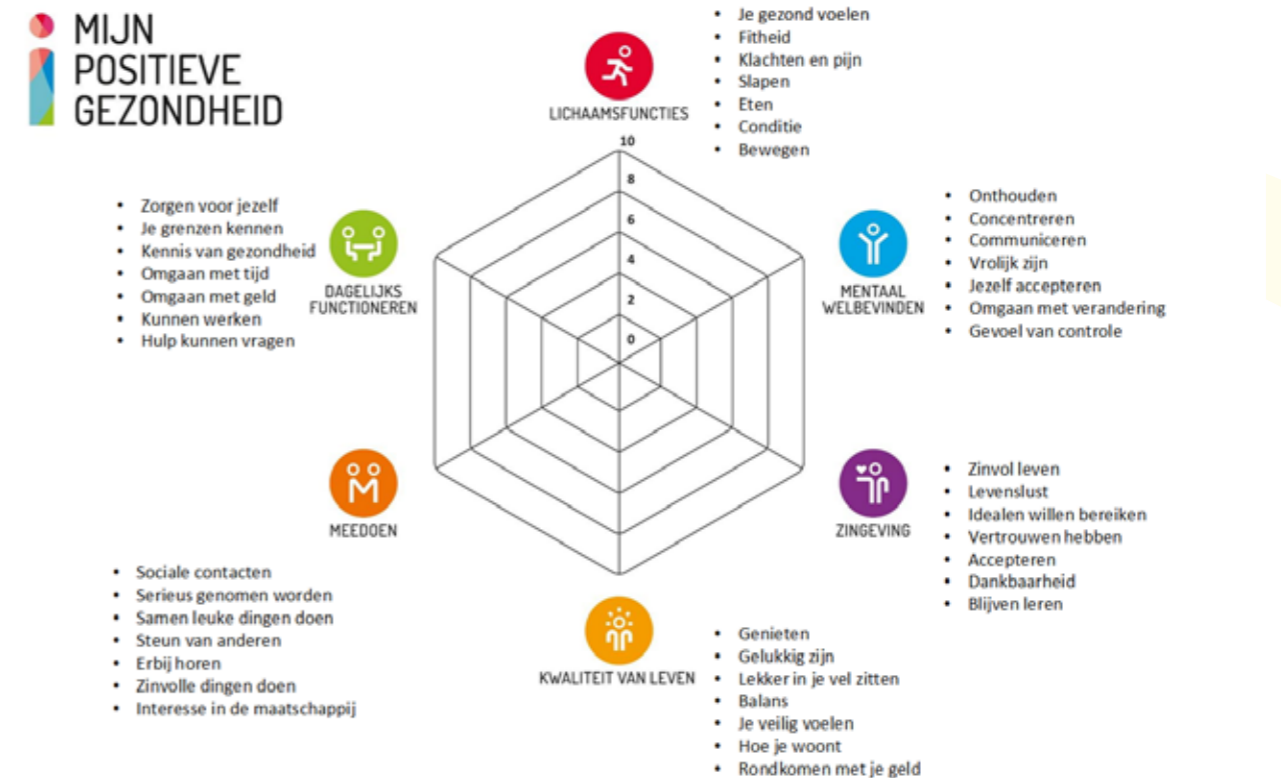 MIJN
POSITIEVE
GEZONDHEID
LICHAAMSFUNCTIES
• Je gezond voelen
• Fitheid
• Klachten en pijn
• Slapen
• Eten
• Conditie
• Bewegen
10
8
6
4
2
0
MENTAAL
WELBEVINDEN
• Onthouden
• Concentreren
• Communiceren
• Vrolijk zijn
• Jezelf accepteren
• Omgaan met verandering
• Gevoel van controle
ZINGEVING
• Zinvol leven
• Levenslust
• Idealen willen bereiken
• Vertrouwen hebben
• Accepteren
• Dankbaarheid
• Blijven leren
KWALITEIT VAN LEVEN
• Genieten
• Gelukkig zijn
• Lekker in je vel zitten
• Balans
• Je veilig voelen
• Hoe je woont
• Rondkomen met je geld
MEEDOEN
• Sociale contacten
• Serieus genomen worden
• Samen leuke dingen doen
• Steun van anderen
• Erbij horen
• Zinvolle dingen doen
• Interesse in de maatschappij
DAGELIJKS
FUNCTIONEREN
• Zorgen voor jezelf
• Je grenzen kennen
• Kennis van gezondheid
• Omgaan met tijd
• Omgaan met geld
• Kunnen werken
• Hulp kunnen vragen